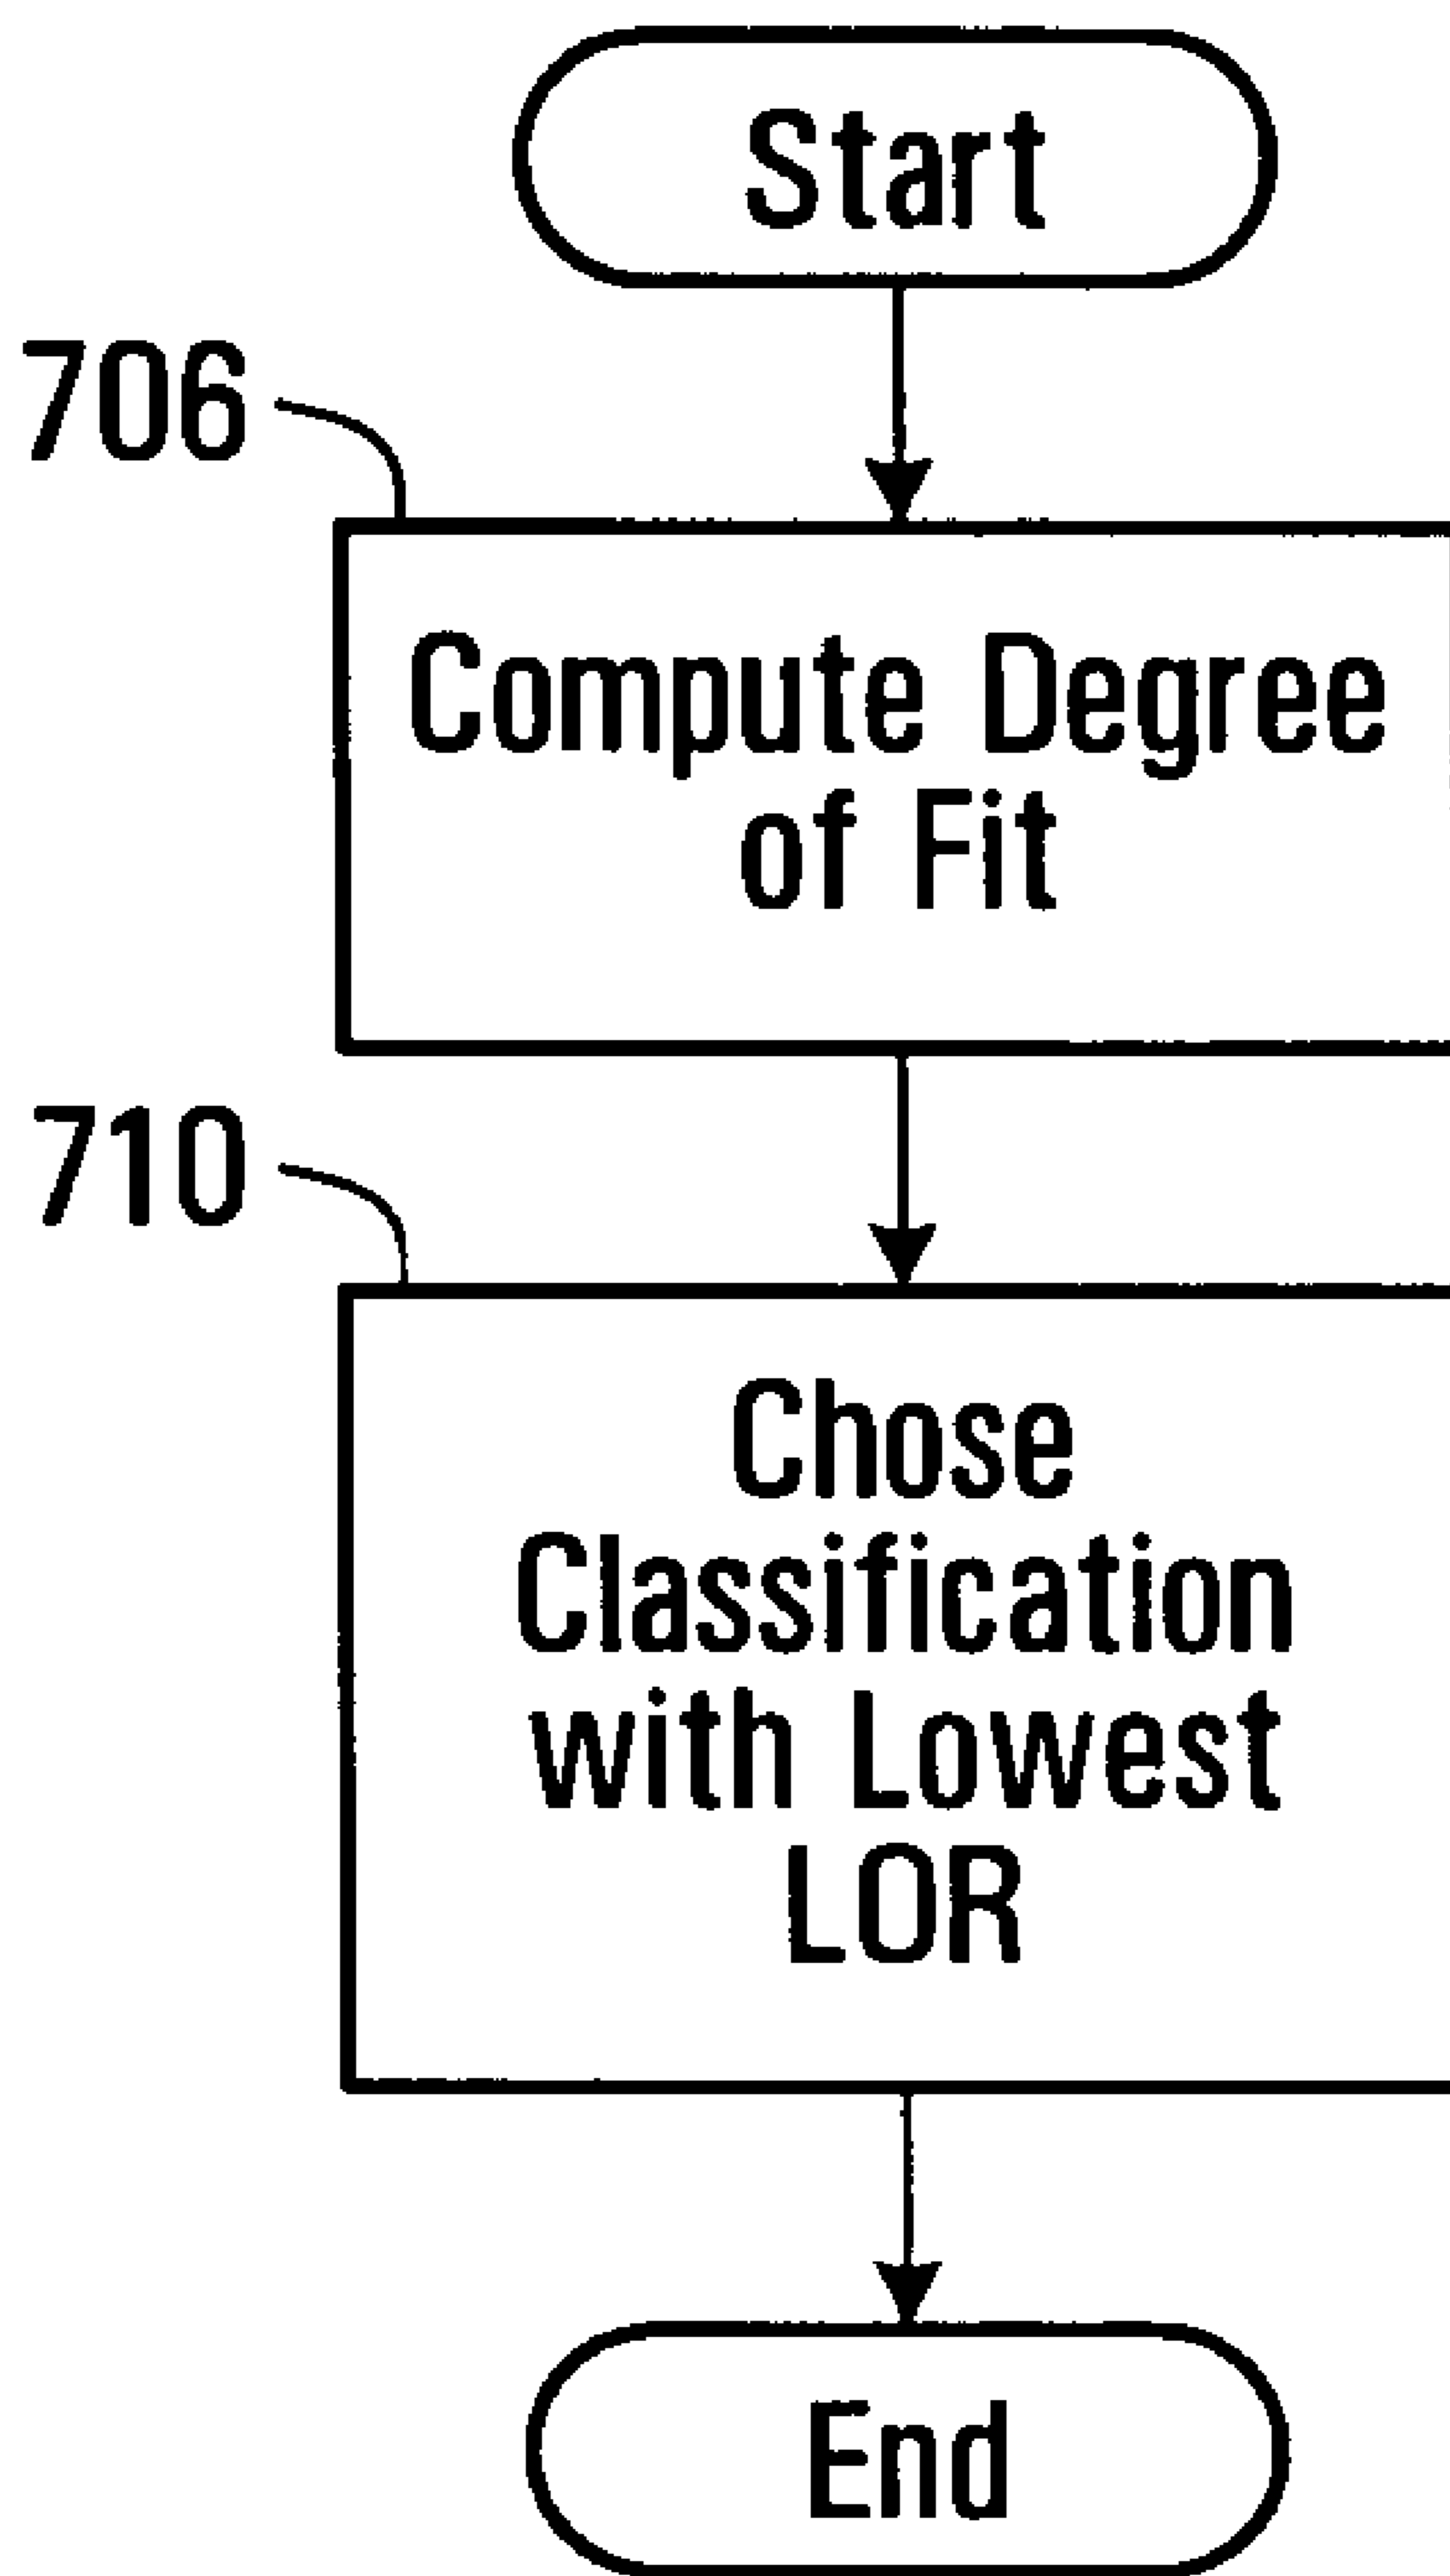 Start
706
Compute Degree
of Fit
710
Chose
Classification
with Lowest
LOR
End